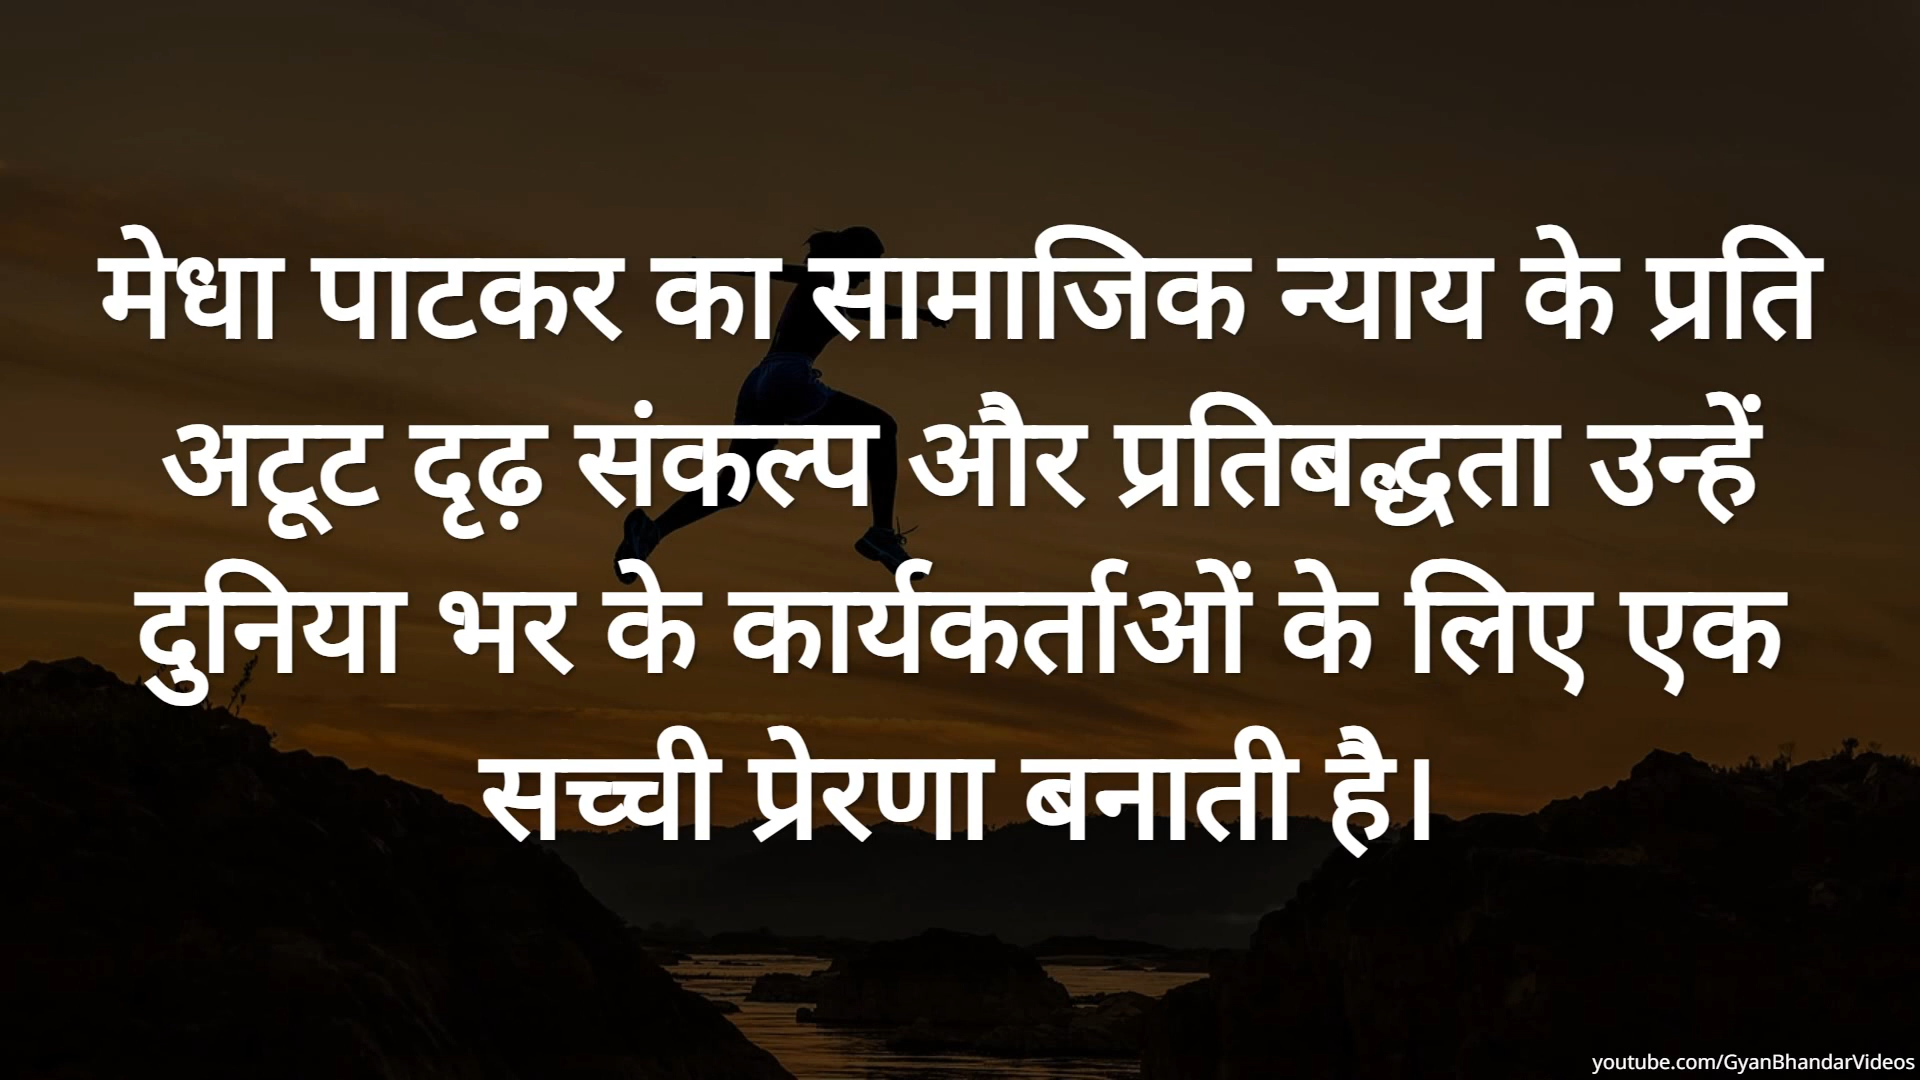 मेधा पाटकर का सामाजिक न्याय के प्रति
अटूट दृढ़ संकल्प और प्रतिबद्धता उन्हें
दुनिया भर के कार्यकर्ताओं के लिए एक
सच्ची प्रेरणा बनाती है।
youtube.com/GyanBhandarVideos